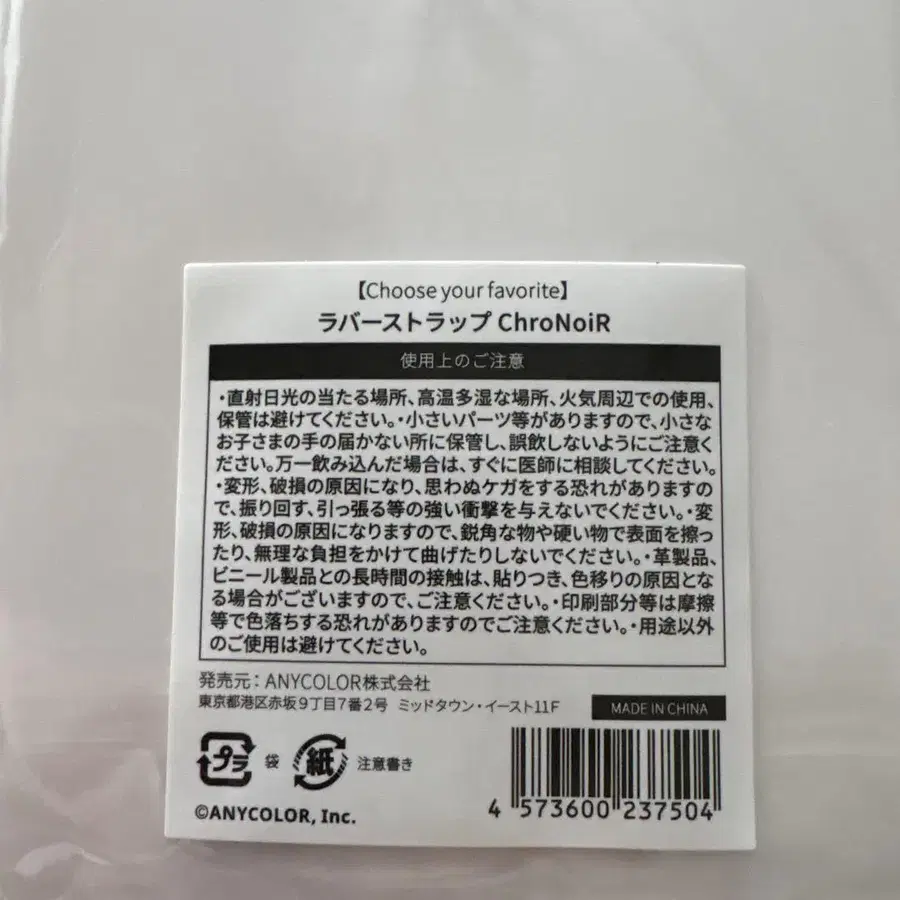 【Choose your favorite】
ラバーストラップ ChroNoiR
使用上のご注意
・直射日光の当たる場所、高温多湿な場所、火気周辺での使用、
保管は避けてください。・小さいパーツ等がありますので、小さな
お子さまの手の届かない所に保管し、誤飲しないようにご注意く
ださい。万一飲み込んだ場合は、すぐに医師に相談してください。
・変形、破損の原因になり、思わぬケガをする恐れがありますの
で、振り回す、引っ張る等の強い衝撃を与えないでください。・変
形、破損の原因になりますので、鋭角な物や硬い物で表面を擦っ
たり、無理な負担をかけて曲げたりしないでください。・革製品、
ビニール製品との長時間の接触は、貼りつき、色移りの原因とな
る場合がございますので、ご注意ください。・印刷部分等は摩擦
等で色落ちする恐れがありますのでご注意ください。・用途以外
のご使用は避けてください。
発売元：ANYCOLOR株式会社
東京都港区赤坂9丁目7番2号 ミッドタウン・イースト11F
MADE IN CHINA
プラ 袋 紙 注意書き
©ANYCOLOR, Inc.
4 573600 237504